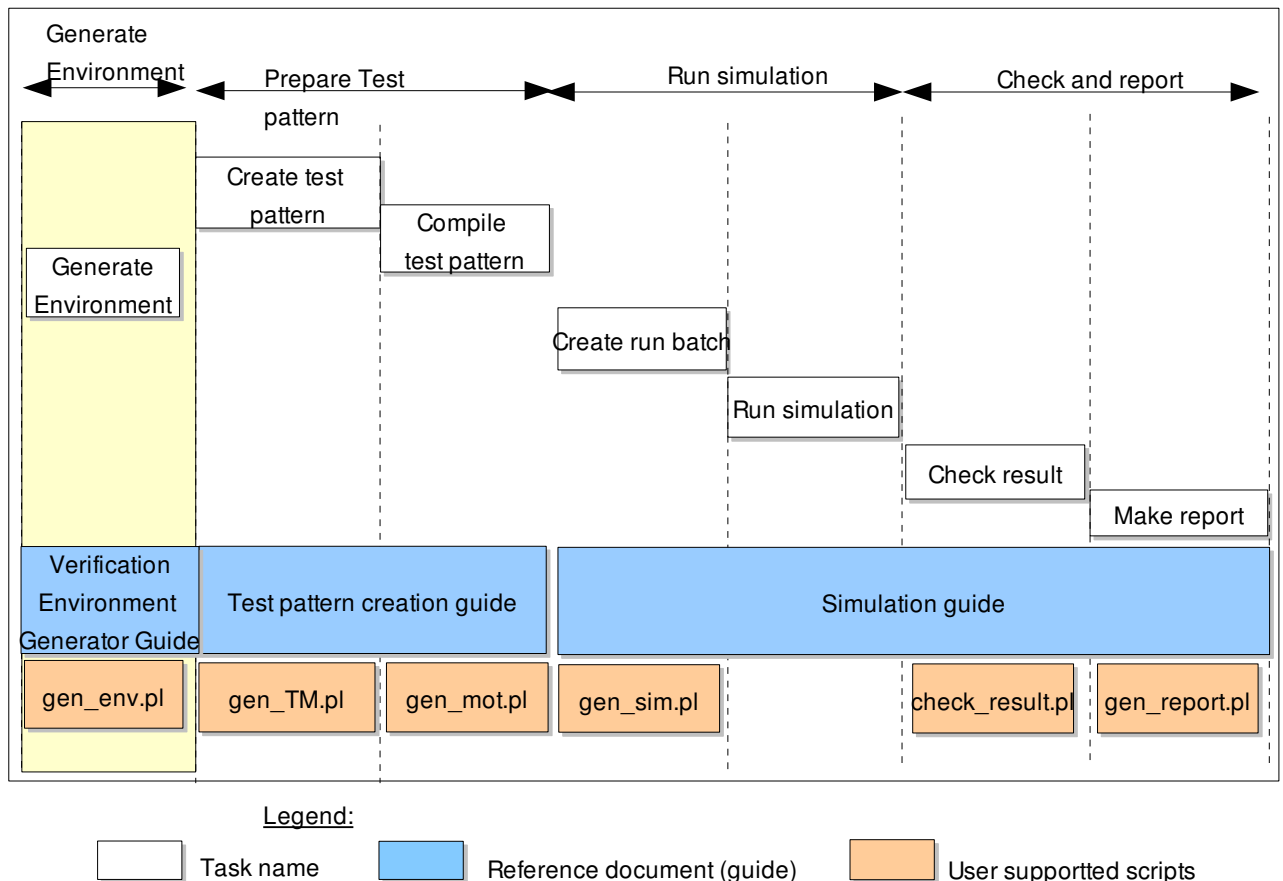 Generate
Environment
Prepare Test
pattern
Run simulation
Check and report
Create test
pattern
Compile
test pattern
Generate
Environment
Create run batch
Run simulation
Check result
Make report
Verification
Environment
Generator Guide
Test pattern creation guide
Simulation guide
gen_env.pl
gen_TM.pl
gen_mot.pl
gen_sim.pl
check_result.pl
gen_report.pl
Legend:
Task name
Reference document (guide)
User supportted scripts